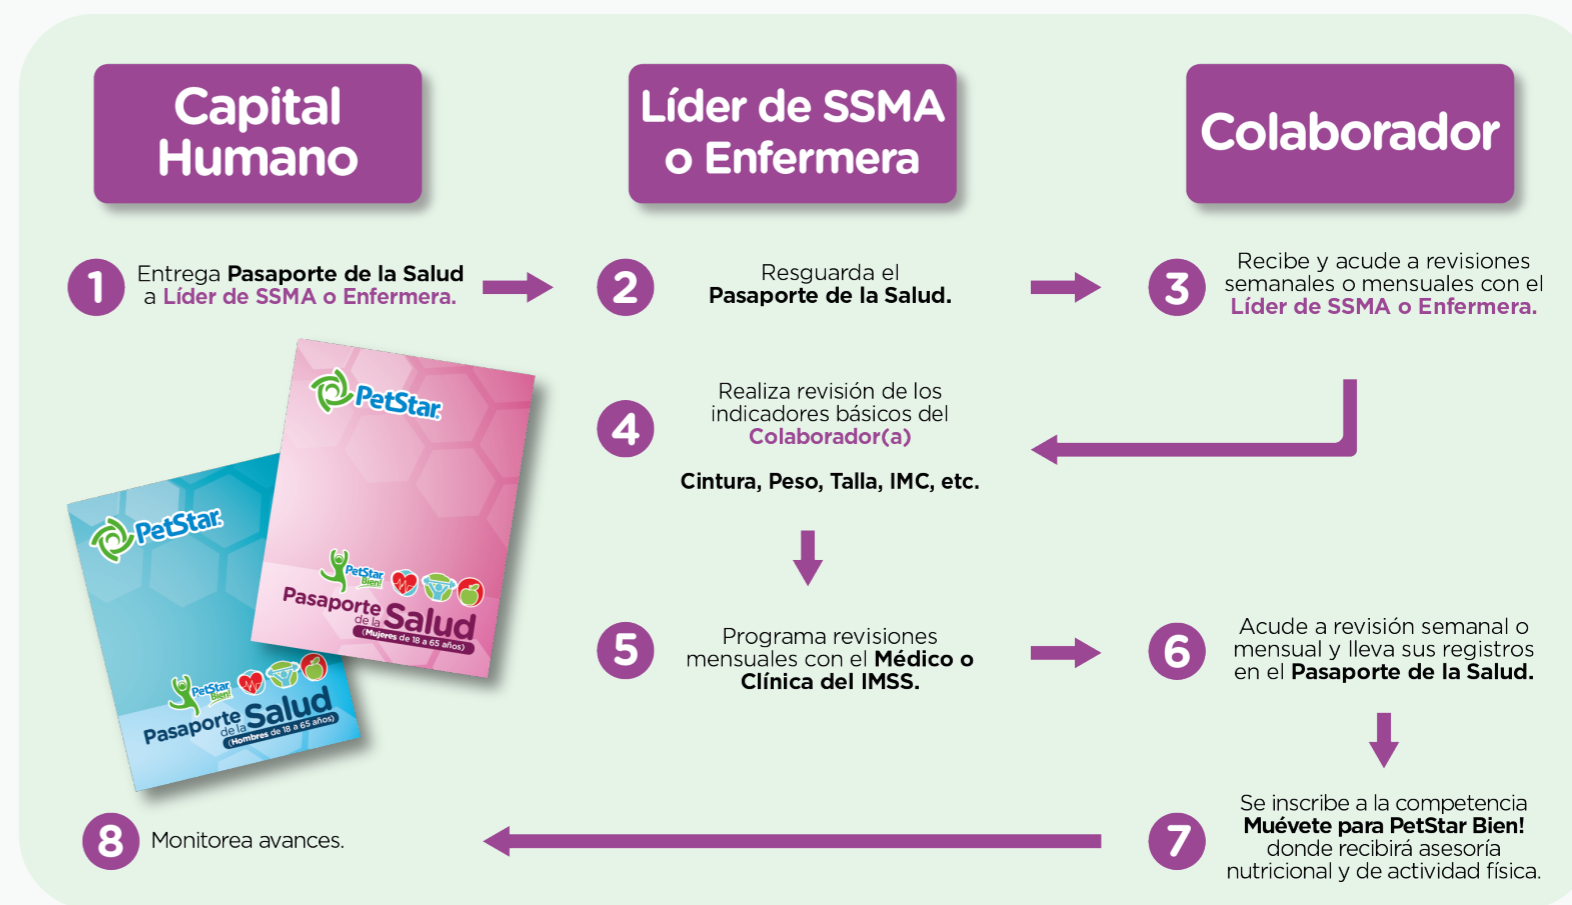 Capital
Humano
Líder de SSMA
o Enfermera
Colaborador
1
Entrega Pasaporte de la Salud
a Líder de SSMA o Enfermera.
2
Resguarda el
Pasaporte de la Salud.
3
Recibe y acude a revisiones
semanales o mensuales con el
Líder de SSMA o Enfermera.
4
Realiza revisión de los
indicadores básicos del
Colaborador(a)
Cintura, Peso, Talla, IMC, etc.
PetStar
PetStar
Bien!
Pasaporte
de la Salud
(Mujeres de 18 a 65 años)
PetStar
PetStar
Bien!
Pasaporte
de la Salud
(Hombres de 18 a 65 años)
5
Programa revisiones
mensuales con el Médico o
Clínica del IMSS.
6
Acude a revisión semanal o
mensual y lleva sus registros
en el Pasaporte de la Salud.
7
Se inscribe a la competencia
Muévete para PetStar Bien!
donde recibirá asesoría
nutricional y de actividad física.
8
Monitorea avances.